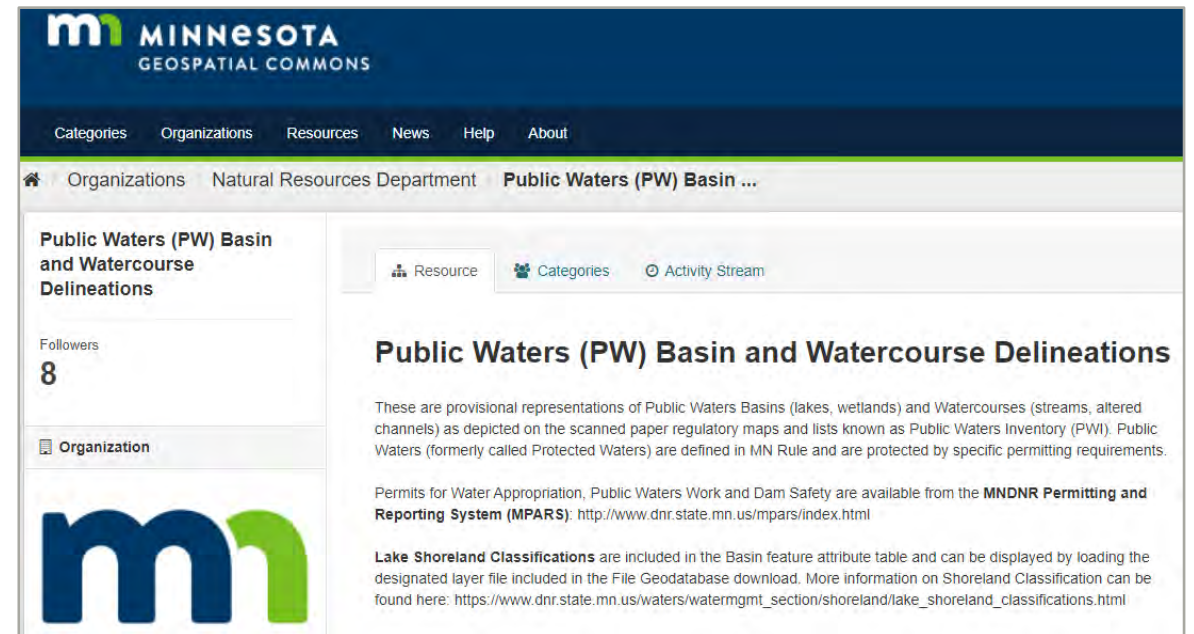 mn MINNESOTA
GEOSPATIAL COMMONS
Categories Organizations Resources News Help About
Organizations Natural Resources Department Public Waters (PW) Basin ...
Public Waters (PW) Basin
and Watercourse
Delineations
Followers
8
Organization
mn
Resource Categories Activity Stream
Public Waters (PW) Basin and Watercourse Delineations
These are provisional representations of Public Waters Basins (lakes, wetlands) and Watercourses (streams, altered
channels) as depicted on the scanned paper regulatory maps and lists known as Public Waters Inventory (PWI). Public
Waters (formerly called Protected Waters) are defined in MN Rule and are protected by specific permitting requirements.
Permits for Water Appropriation, Public Waters Work and Dam Safety are available from the MNDNR Permitting and
Reporting System (MPARS): http://www.dnr.state.mn.us/mpars/index.html
Lake Shoreland Classifications are included in the Basin feature attribute table and can be displayed by loading the
designated layer file included in the File Geodatabase download. More information on Shoreland Classification can be
found here: https://www.dnr.state.mn.us/waters/watermgmt_section/shoreland/lake_shoreland_classifications.html